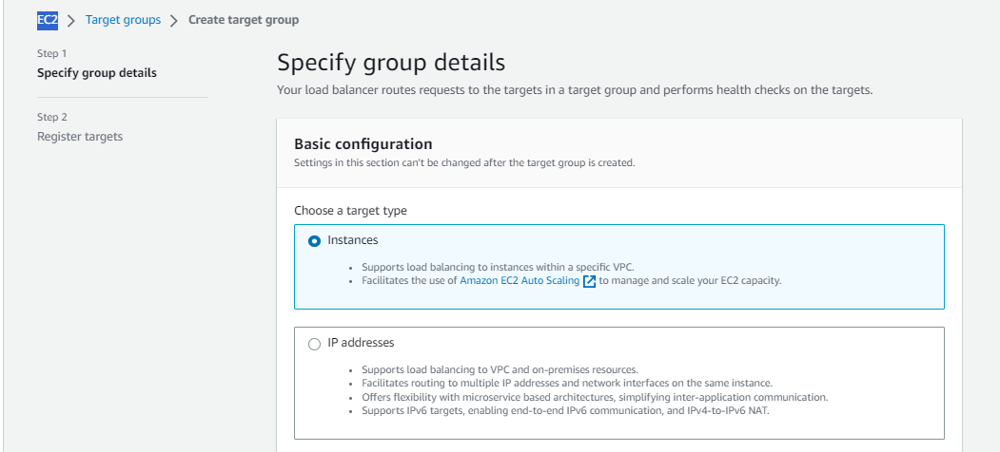 EC2 > Target groups > Create target group
Step 1
Specify group details
Step 2
Register targets
Specify group details
Your load balancer routes requests to the targets in a target group and performs health checks on the targets.
Basic configuration
Settings in this section can't be changed after the target group is created.
Choose a target type
Instances
• Supports load balancing to instances within a specific VPC.
• Facilitates the use of Amazon EC2 Auto Scaling to manage and scale your EC2 capacity.
IP addresses
• Supports load balancing to VPC and on-premises resources.
• Facilitates routing to multiple IP addresses and network interfaces on the same instance.
• Offers flexibility with microservice based architectures, simplifying inter-application communication.
• Supports IPv6 targets, enabling end-to-end IPv6 communication, and IPv4-to-IPv6 NAT.